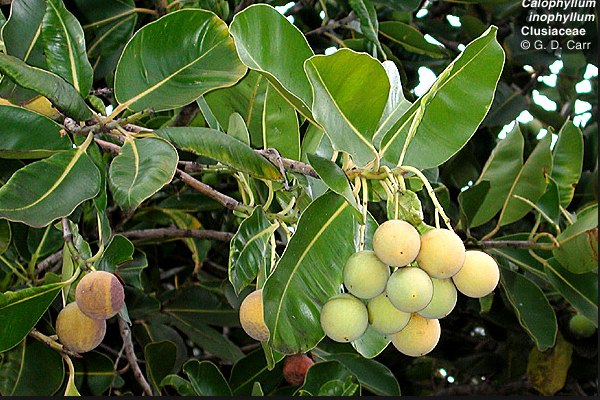 Calophyllum
inophyllum
Clusiaceae
© G. D. Carr